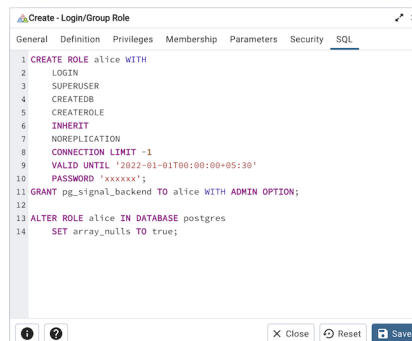 Create - Login/Group Role
General Definition Privileges Membership Parameters Security SQL
1 CREATE ROLE alice WITH
2 LOGIN
3 SUPERUSER
4 CREATEDB
5 CREATEROLE
6 INHERIT
7 NOREPLICATION
8 CONNECTION LIMIT -1
9 VALID UNTIL '2022-01-01T00:00:00+05:30'
10 PASSWORD 'xxxxxx';
11 GRANT pg_signal_backend TO alice WITH ADMIN OPTION;
12
13 ALTER ROLE alice IN DATABASE postgres
14 SET array_nulls TO true;
Close Reset Save